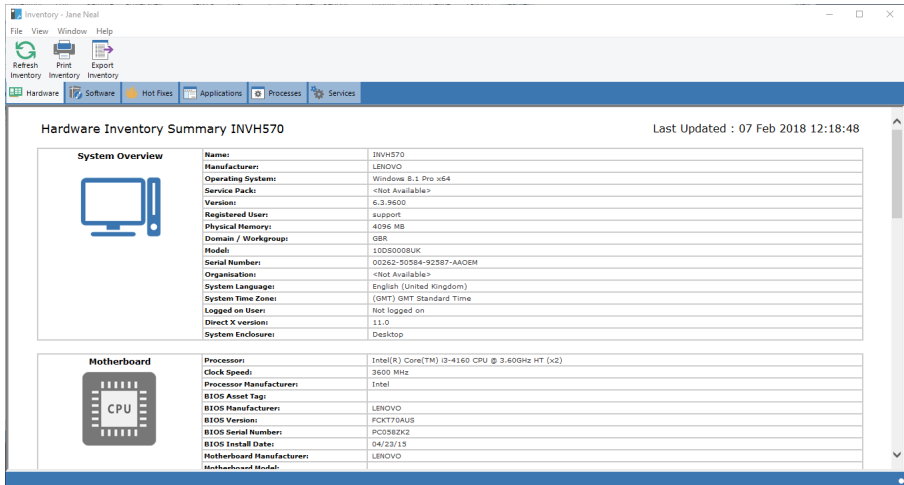 Inventory - Jane Neal
File View Window Help
Refresh Inventory Print Inventory Export Inventory
Hardware Software Hot Fixes Applications Processes Services
Hardware Inventory Summary INVH570 Last Updated : 07 Feb 2018 12:18:48
System Overview
Name: INVH570
Manufacturer: LENOVO
Operating System: Windows 8.1 Pro x64
Service Pack: <Not Available>
Version: 6.3.9600
Registered User: support
Physical Memory: 4096 MB
Domain / Workgroup: GBR
Model: 10DS0008UK
Serial Number: 00262-50584-92587-AAOEM
Organisation: <Not Available>
System Language: English (United Kingdom)
System Time Zone: (GMT) GMT Standard Time
Logged on User: Not logged on
Direct X version: 11.0
System Enclosure: Desktop
Motherboard
CPU
Processor: Intel(R) Core(TM) i3-4160 CPU @ 3.60GHz HT (x2)
Clock Speed: 3600 MHz
Processor Manufacturer: Intel
BIOS Asset Tag:
BIOS Manufacturer: LENOVO
BIOS Version: FCKT70AUS
BIOS Serial Number: PC058ZK2
BIOS Install Date: 04/23/15
Motherboard Manufacturer: LENOVO
Motherboard Model: